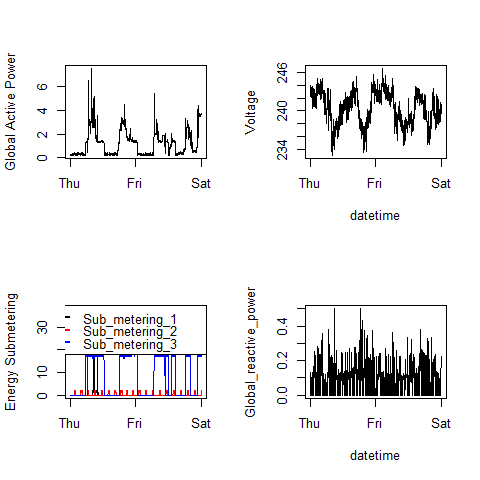 Global Active Power
0 2 4 6
Thu Fri Sat
Voltage
234 240 246
Thu Fri Sat
datetime
Energy Submetering
0 10 30
Sub_metering_1
Sub_metering_2
Sub_metering_3
Thu Fri Sat
Global_reactive_power
0.0 0.2 0.4
Thu Fri Sat
datetime